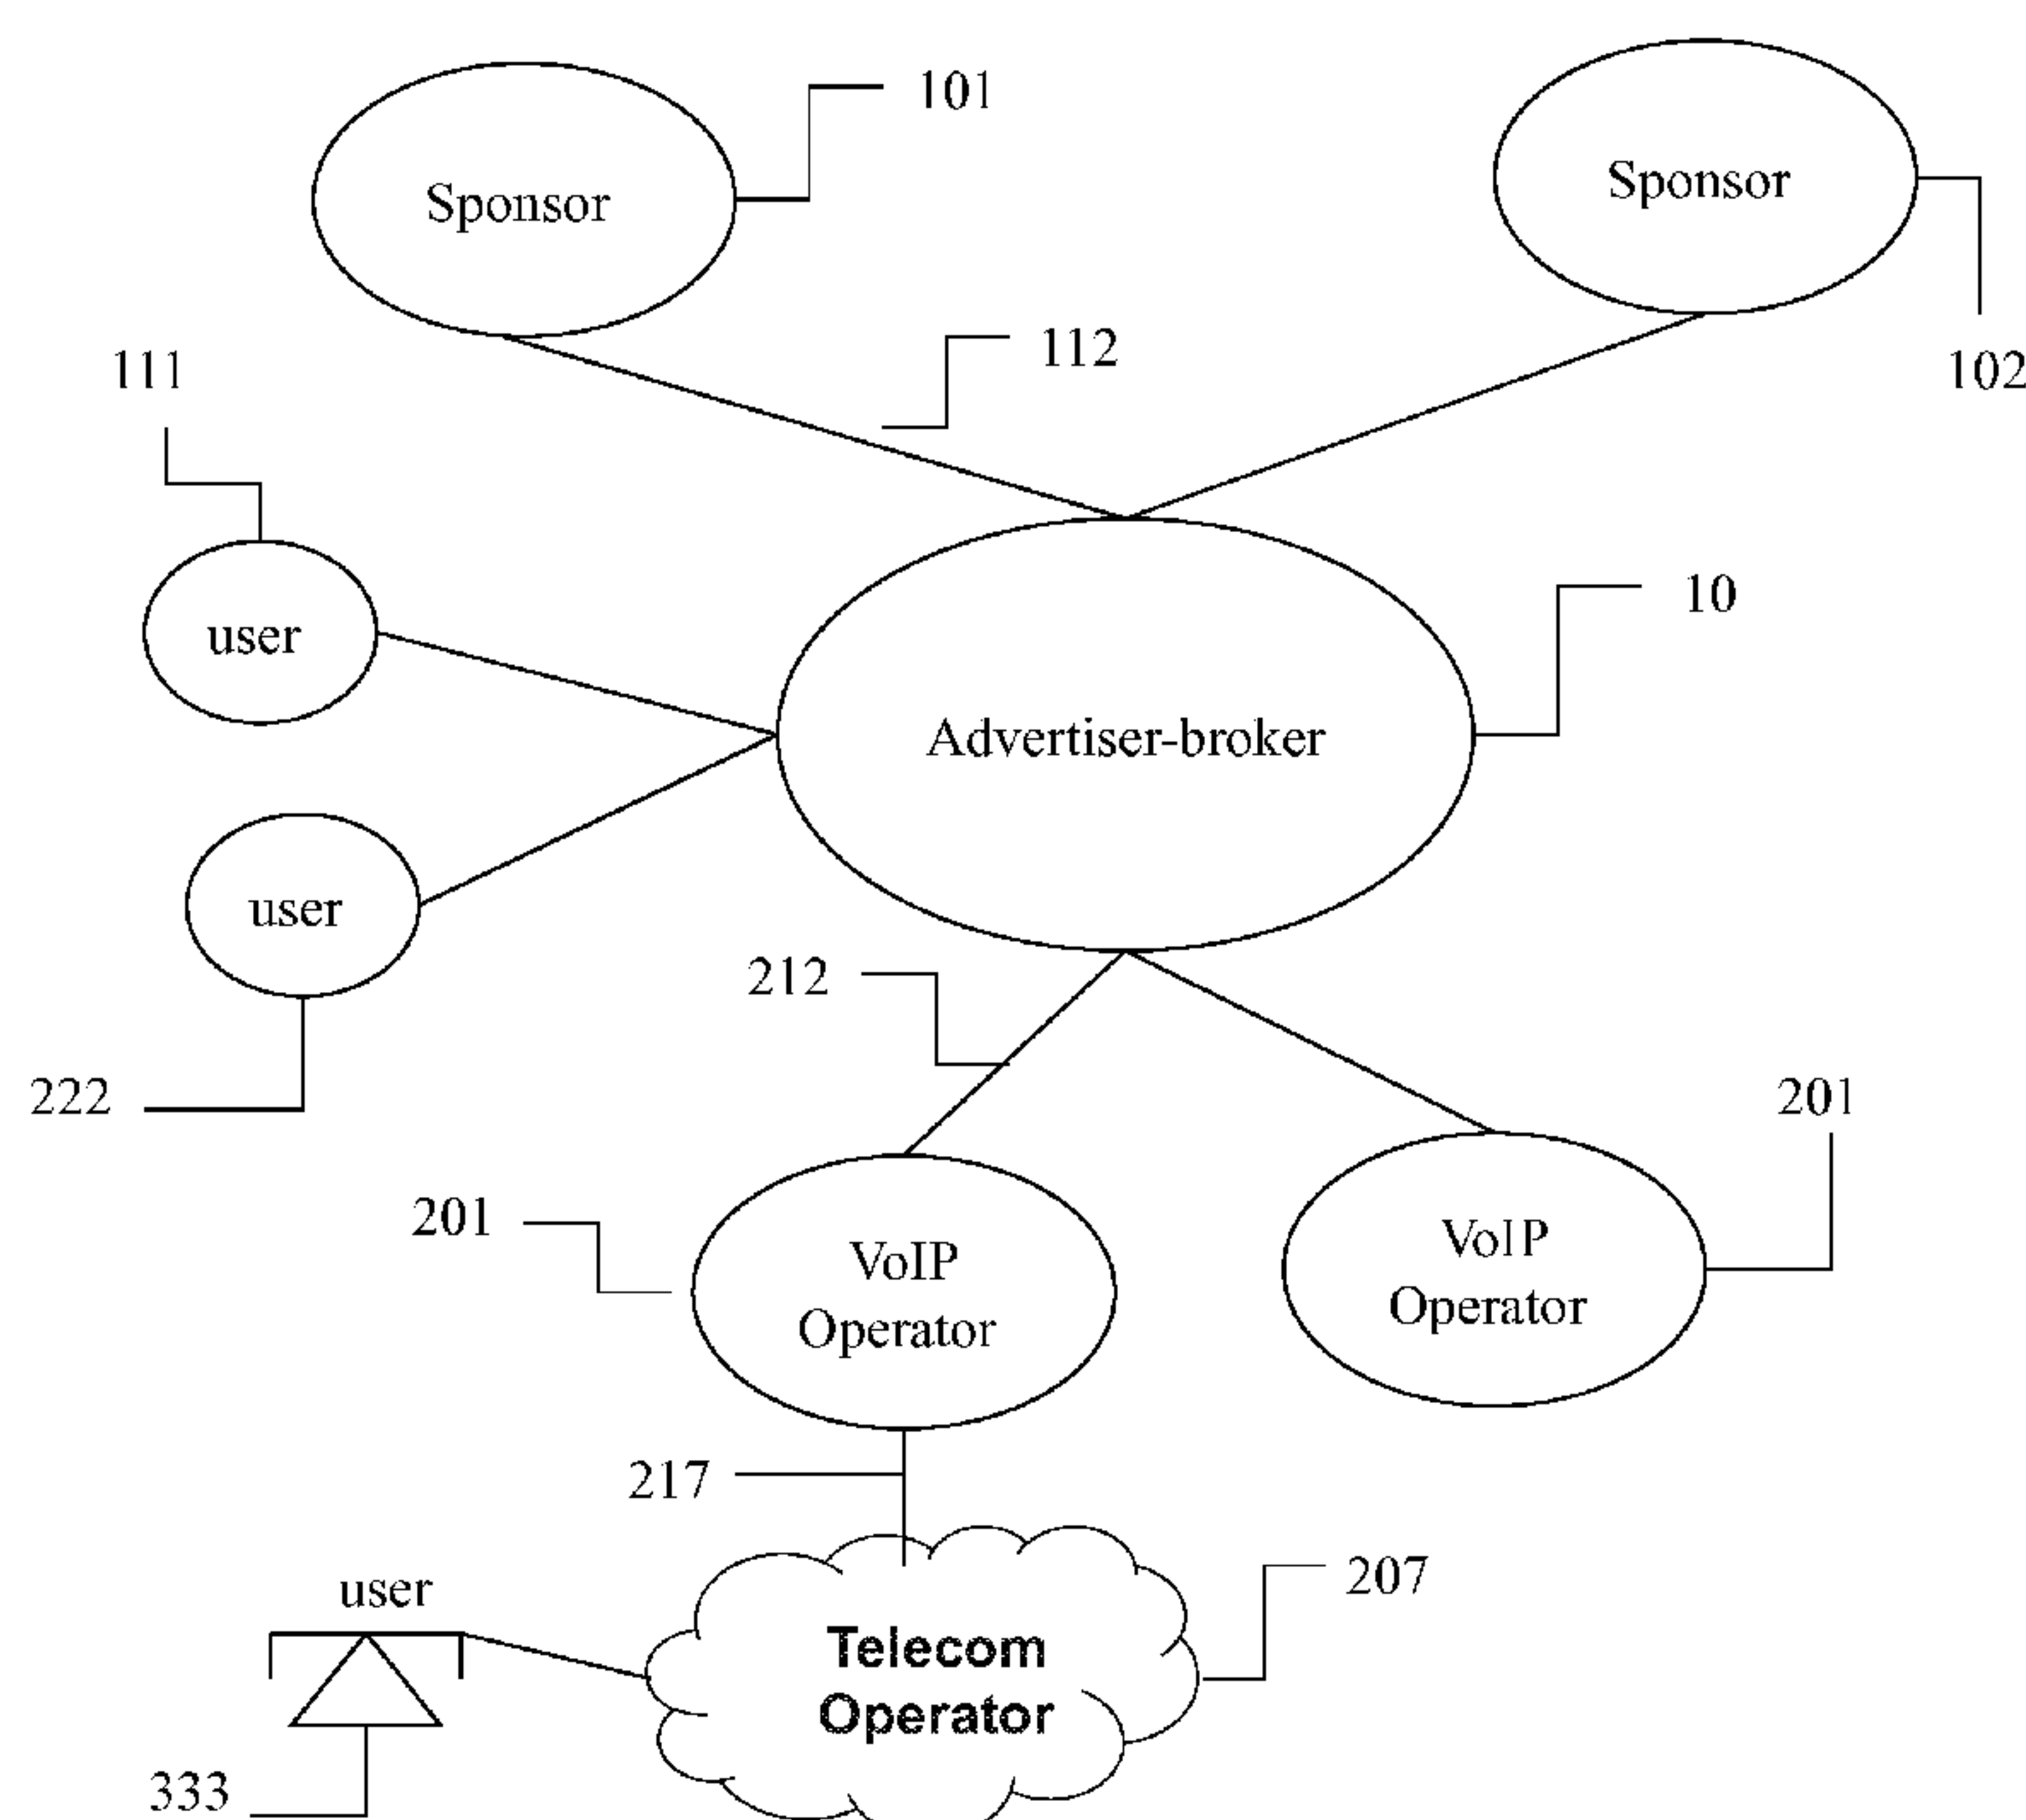 101
Sponsor
Sponsor
112
102
111
10
user
Advertiser-broker
user
212
222
201
201
VoIP
Operator
VoIP
Operator
217
207
user
Telecom
Operator
333